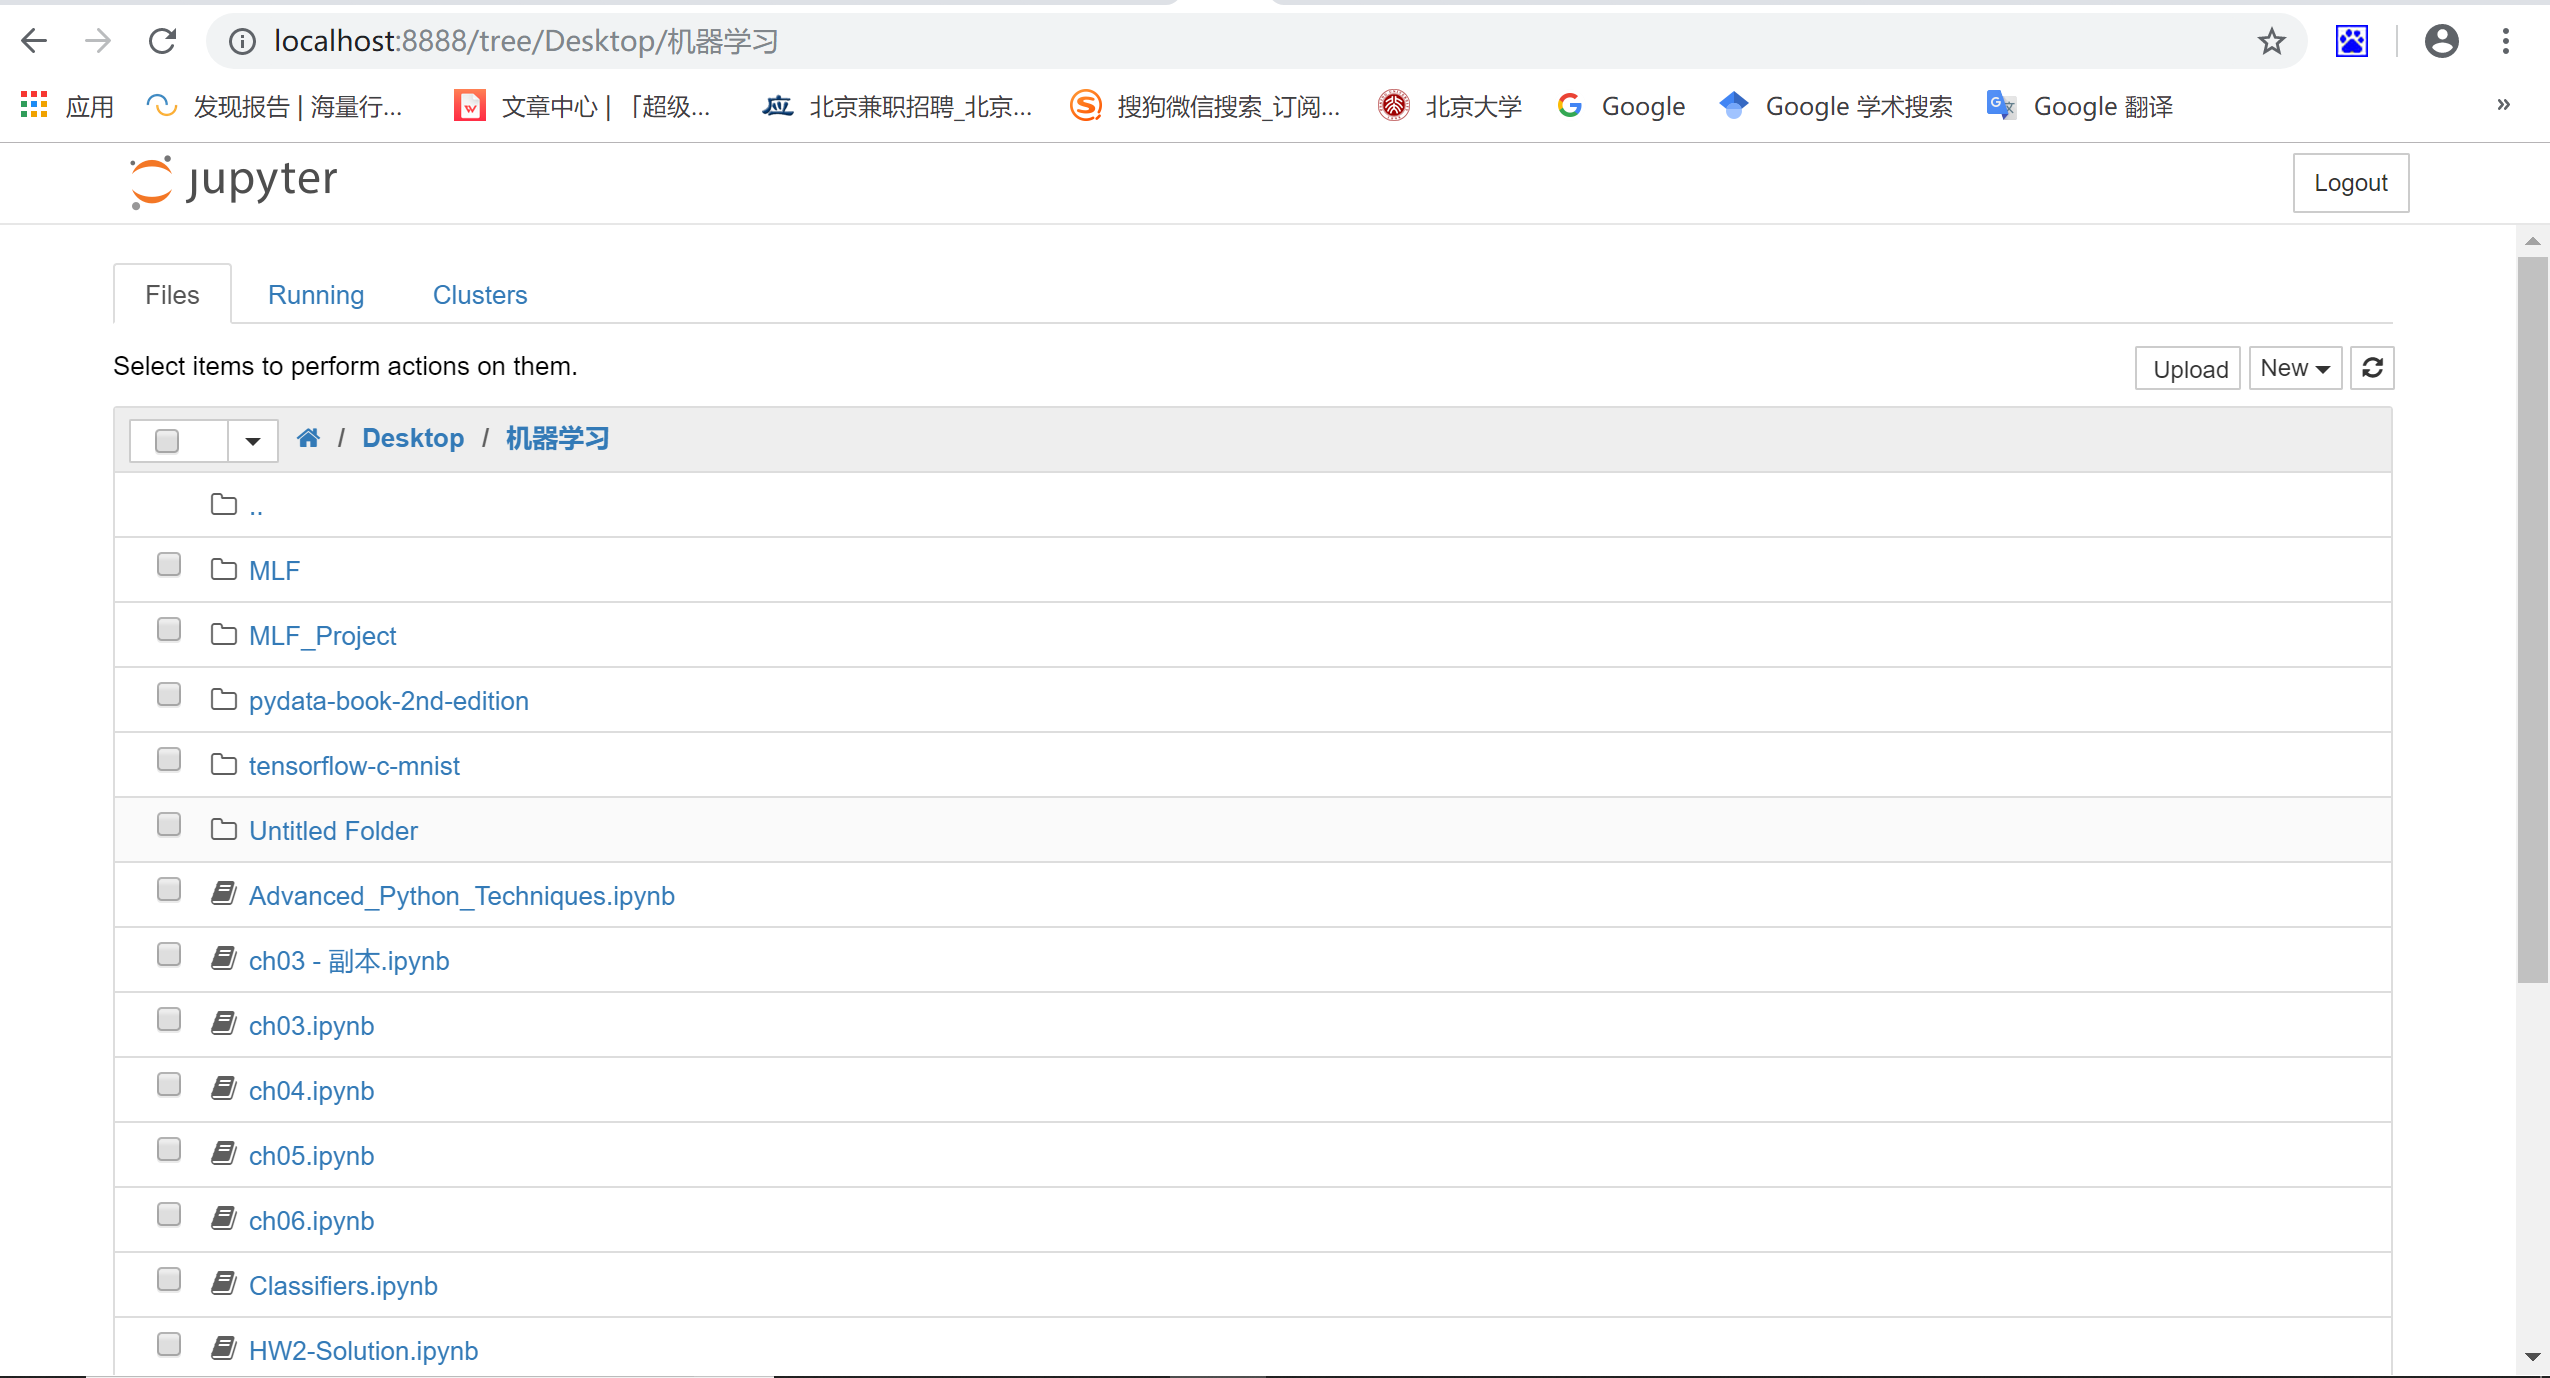 localhost:8888/tree/Desktop/机器学习
应用 发现报告 | 海量行... 文章中心 | 「超级... 应 北京兼职招聘_北京... 搜狗微信搜索_订阅... 北京大学 Google Google 学术搜索 Google 翻译 »
jupyter Logout
Files Running Clusters
Select items to perform actions on them. Upload New
/ Desktop / 机器学习
..
MLF
MLF_Project
pydata-book-2nd-edition
tensorflow-c-mnist
Untitled Folder
Advanced_Python_Techniques.ipynb
ch03 - 副本.ipynb
ch03.ipynb
ch04.ipynb
ch05.ipynb
ch06.ipynb
Classifiers.ipynb
HW2-Solution.ipynb